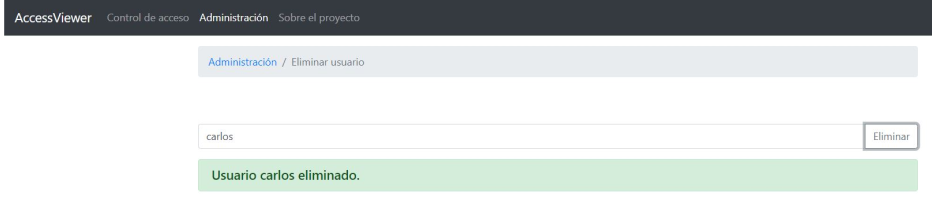 AccessViewer Control de acceso Administración Sobre el proyecto
Administración / Eliminar usuario
carlos Eliminar
Usuario carlos eliminado.